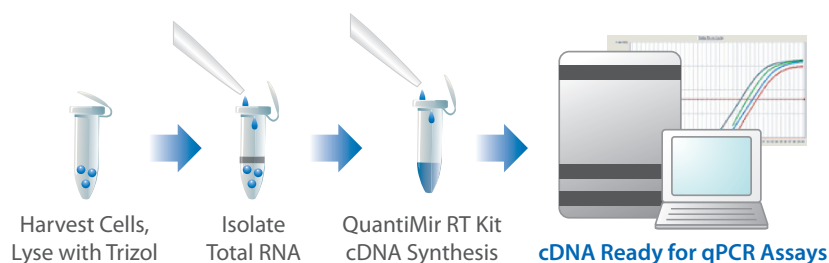 Harvest Cells,
Lyse with Trizol
Isolate
Total RNA
QuantiMir RT Kit
cDNA Synthesis
cDNA Ready for qPCR Assays